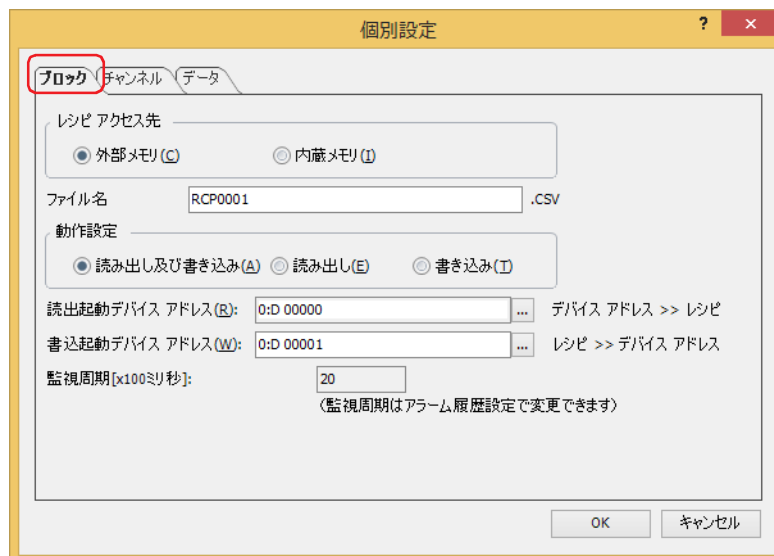 個別設定
? ×
ブロック チャンネル データ
レシピ アクセス先
外部メモリ(C) 内蔵メモリ(I)
ファイル名 RCP0001 .CSV
動作設定
読み出し及び書き込み(A) 読み出し(E) 書き込み(T)
読出起動デバイス アドレス(R): 0:D 00000 ... デバイス アドレス >> レシピ
書込起動デバイス アドレス(W): 0:D 00001 ... レシピ >> デバイス アドレス
監視周期[x100ミリ秒]: 20
(監視周期はアラーム履歴設定で変更できます)
OK キャンセル